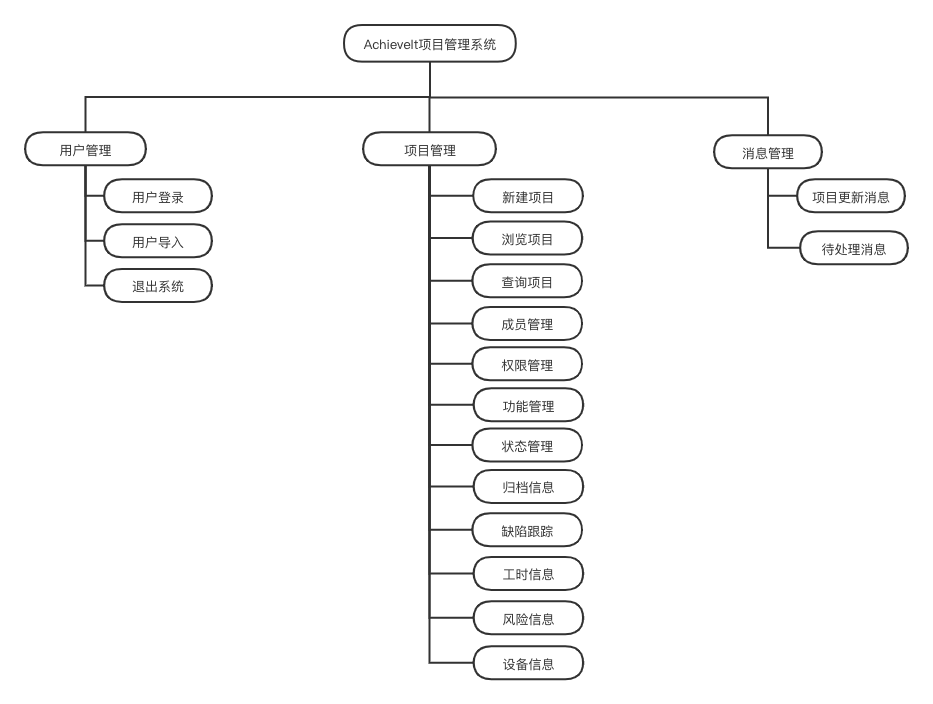 AchieveIt项目管理系统
用户管理
项目管理
消息管理
用户登录
用户导入
退出系统
新建项目
浏览项目
查询项目
成员管理
权限管理
功能管理
状态管理
归档信息
缺陷跟踪
工时信息
风险信息
设备信息
项目更新消息
待处理消息